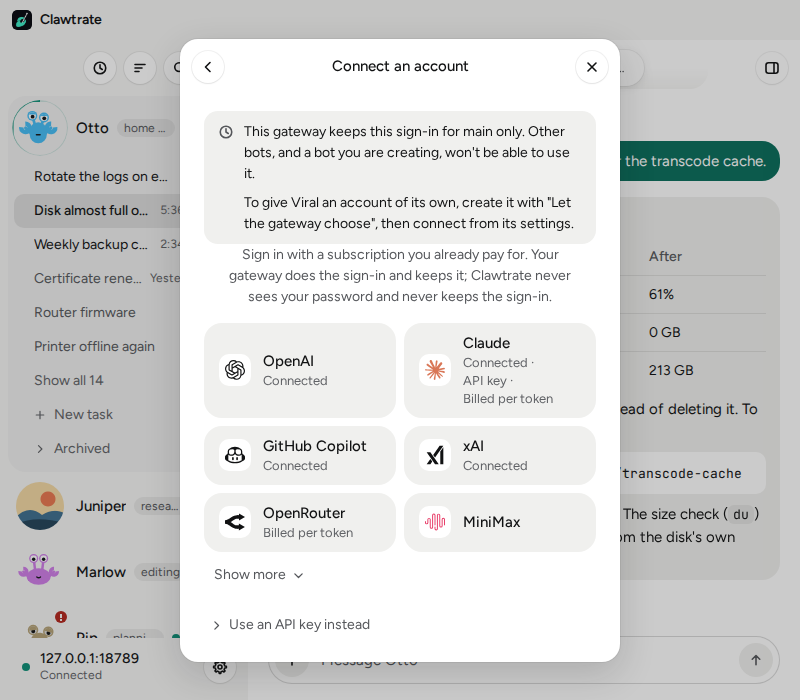 Clawtrate
Connect an account
Otto
home ...
Rotate the logs on e...
Disk almost full o...
5:36
Weekly backup c...
2:34
Certificate rene...
Yeste
Router firmware
Printer offline again
Show all 14
New task
Archived
Juniper
resea...
Marlow
editing
Pip
planni...
127.0.0.1:18789
Connected
This gateway keeps this sign-in for main only. Other
bots, and a bot you are creating, won't be able to use
it.
To give Viral an account of its own, create it with "Let
the gateway choose", then connect from its settings.
Sign in with a subscription you already pay for. Your
gateway does the sign-in and keeps it; Clawtrate never
sees your password and never keeps the sign-in.
OpenAI
Connected
Claude
Connected ·
API key ·
Billed per token
GitHub Copilot
Connected
xAI
Connected
OpenRouter
Billed per token
MiniMax
Show more
Use an API key instead
the transcode cache.
After
61%
0 GB
213 GB
ead of deleting it. To
transcode-cache
The size check (du)
om the disk's own
Message Otto